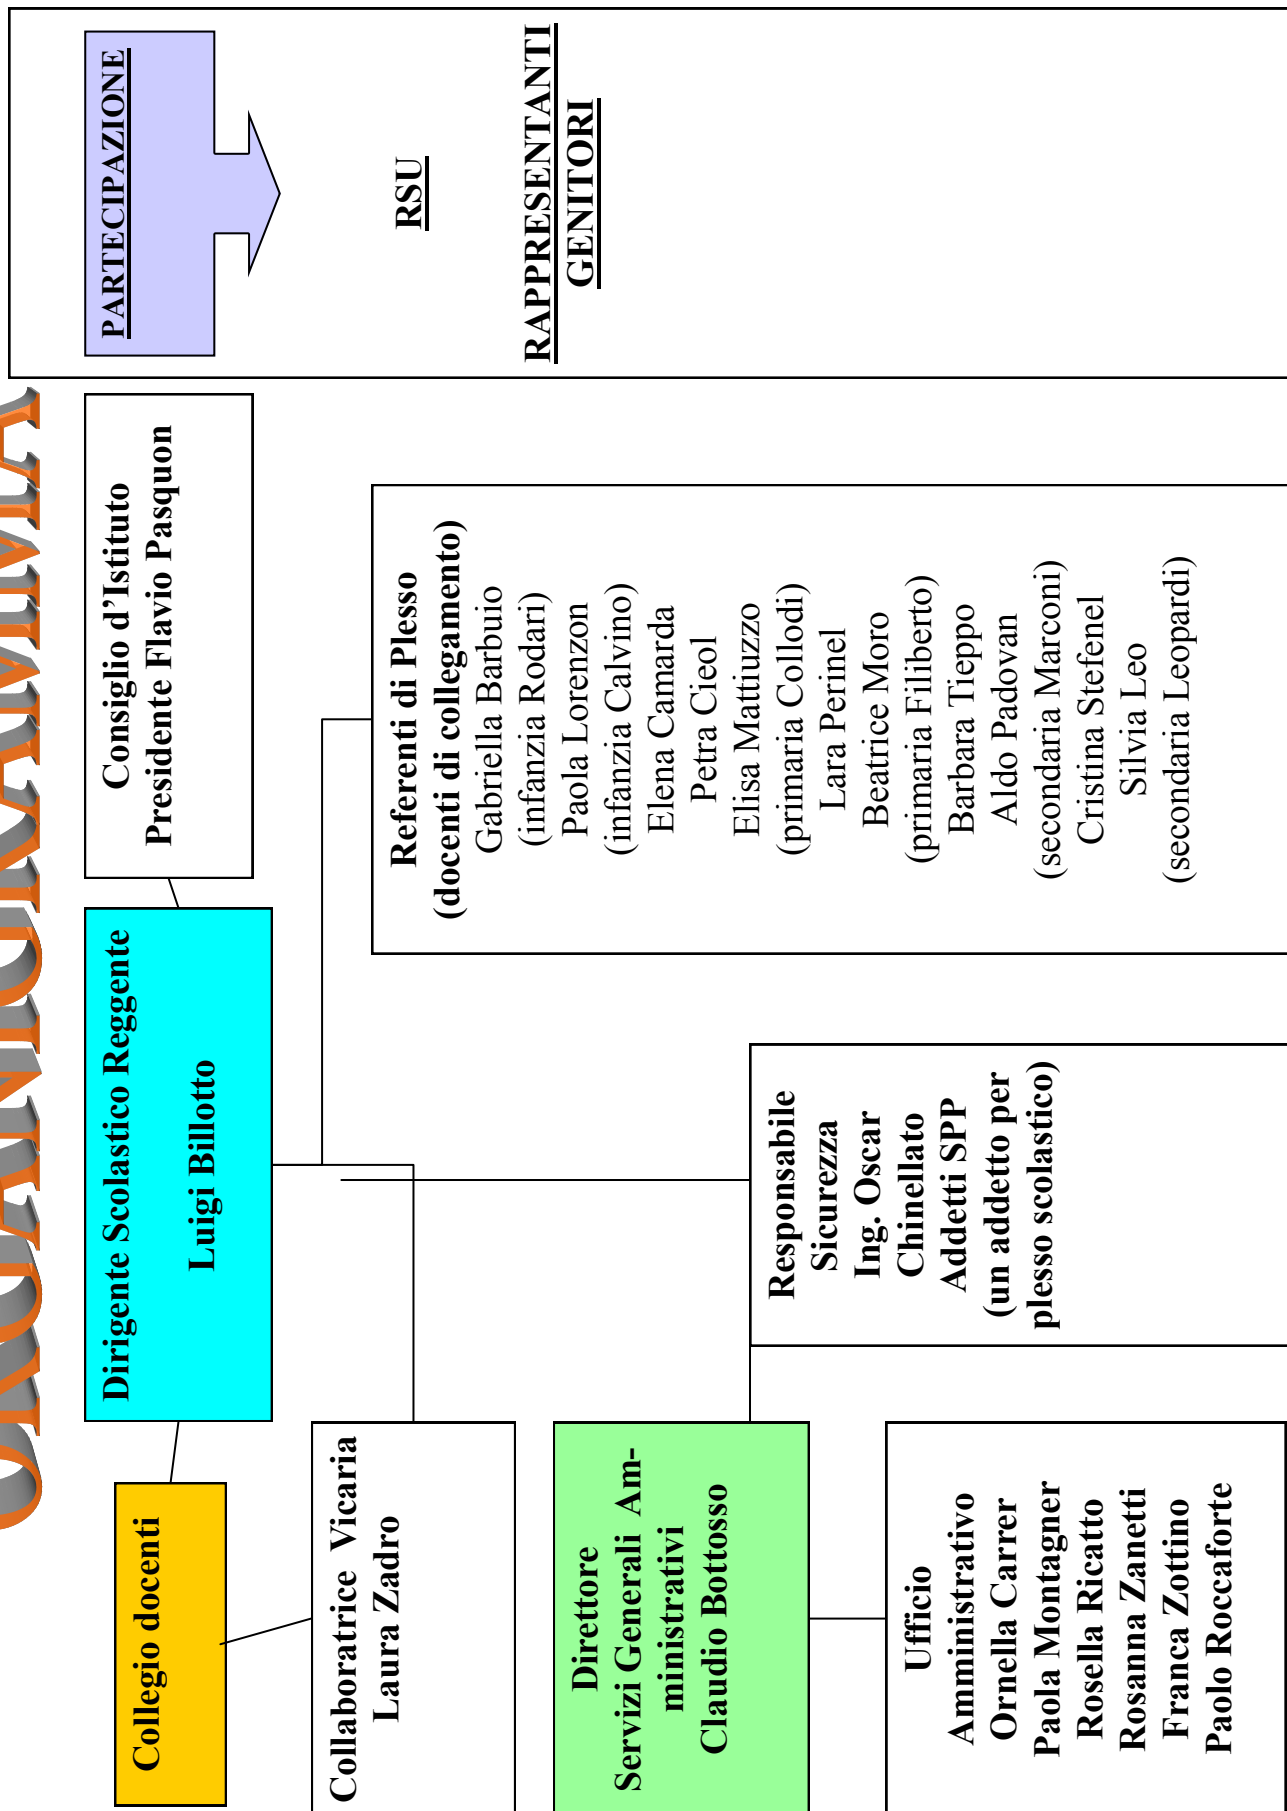 ORGANIGRAMMA
Collegio docenti
Dirigente Scolastico Reggente
Luigi Billotto
Consiglio d'Istituto
Presidente Flavio Pasquon
PARTECIPAZIONE
RSU
RAPPRESENTANTI
GENITORI
Collaboratrice Vicaria
Laura Zadro
Referenti di Plesso
(docenti di collegamento)
Gabriella Barbuio
(infanzia Rodari)
Paola Lorenzon
(infanzia Calvino)
Elena Camarda
Petra Cieol
Elisa Mattiuzzo
(primaria Collodi)
Lara Perinel
Beatrice Moro
(primaria Filiberto)
Barbara Tieppo
Aldo Padovan
(secondaria Marconi)
Cristina Stefenel
Silvia Leo
(secondaria Leopardi)
Direttore
Servizi Generali Am-
ministrativi
Claudio Bottosso
Responsabile
Sicurezza
Ing. Oscar
Chinellato
Addetti SPP
(un addetto per
plesso scolastico)
Ufficio
Amministrativo
Ornella Carrer
Paola Montagner
Rosella Ricatto
Rosanna Zanetti
Franca Zottino
Paolo Roccaforte